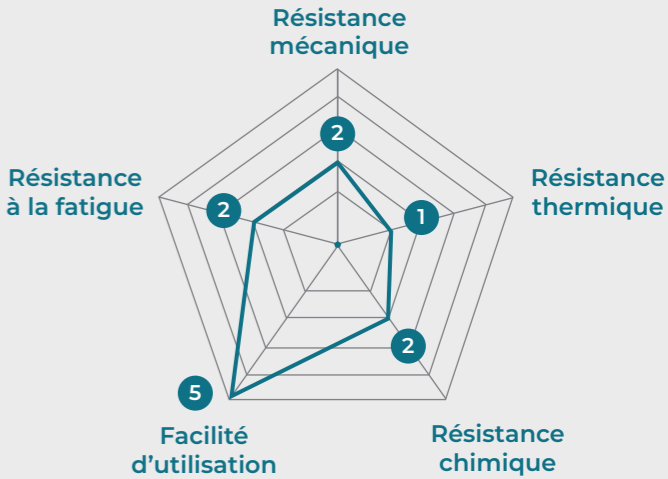 Résistance
mécanique
2
Résistance
à la fatigue
2
Résistance
thermique
1
2
5
Facilité
d’utilisation
Résistance
chimique